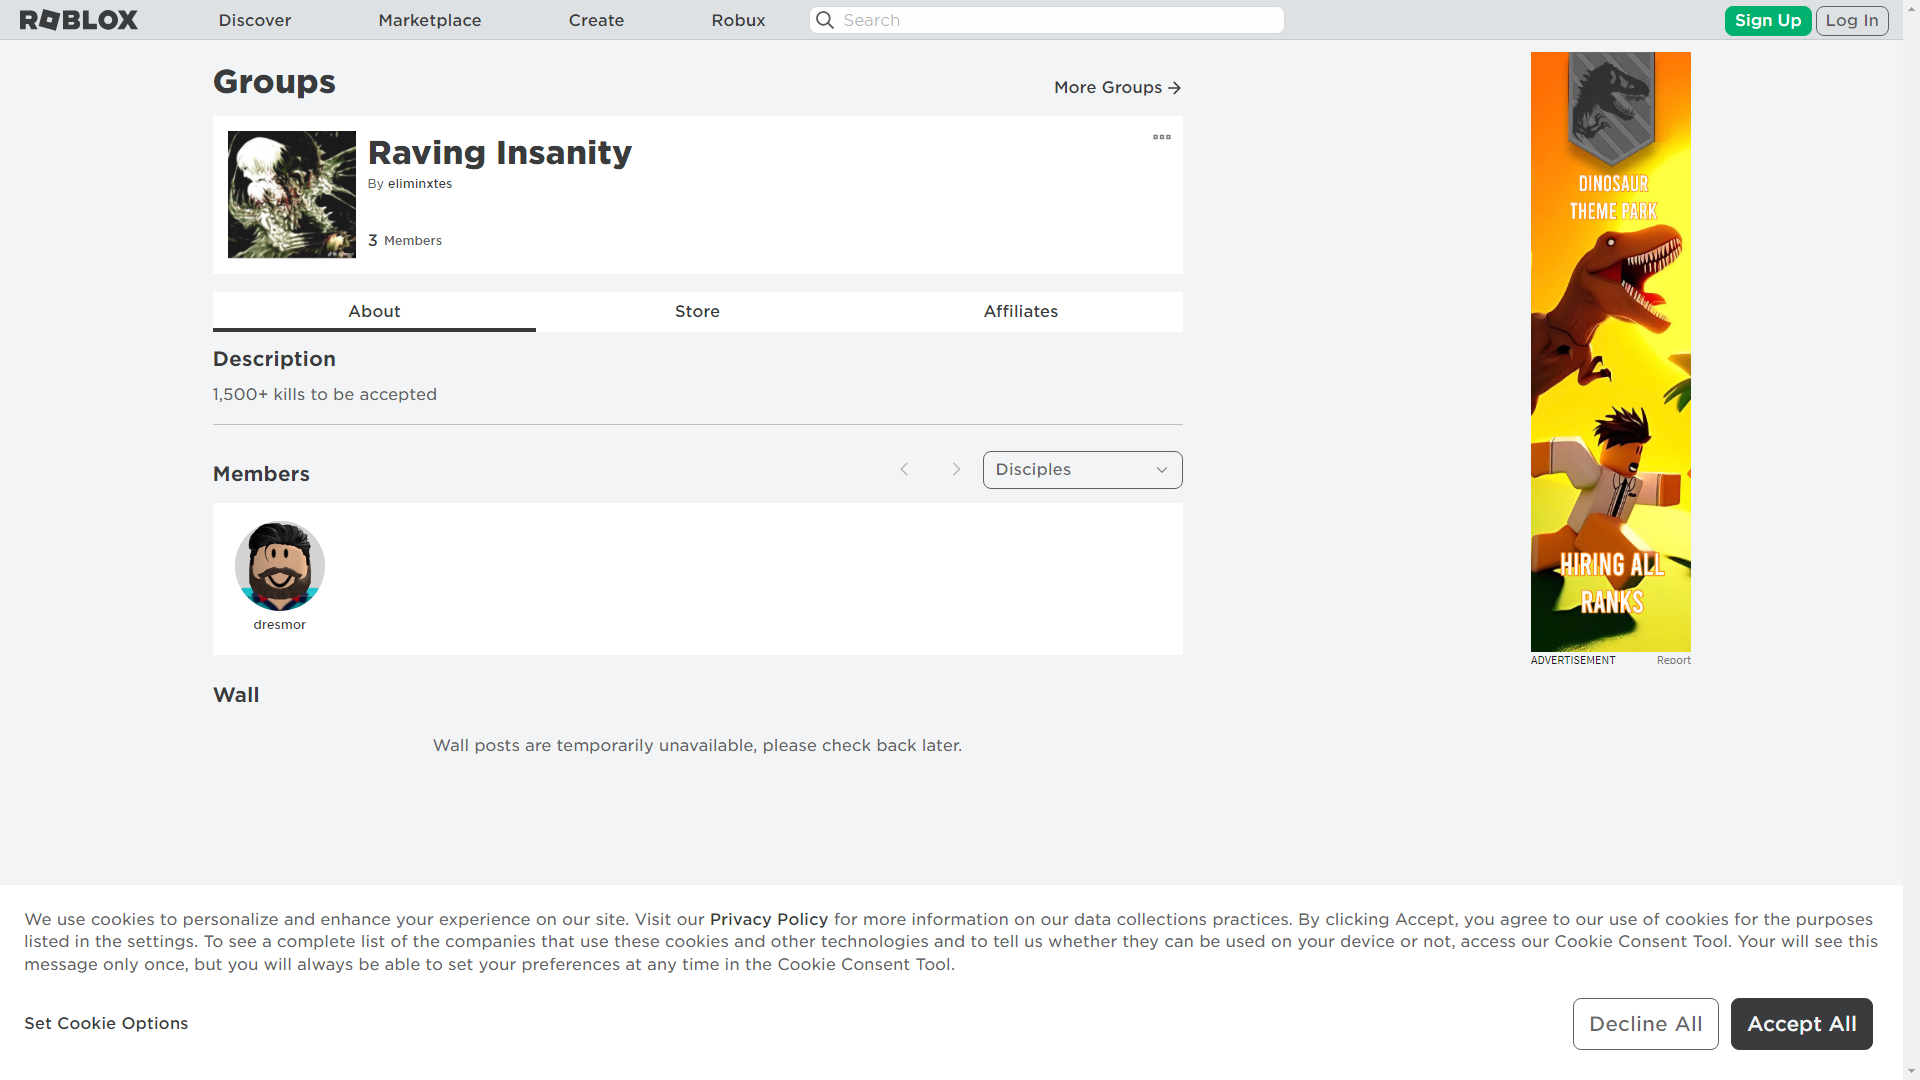 ROBLOX
Discover
Marketplace
Create
Robux
Search
Sign Up
Log In
Groups
More Groups
Raving Insanity
By eliminxtes
3 Members
About
Store
Affiliates
Description
1,500+ kills to be accepted
Members
Disciples
dresmor
Wall
Wall posts are temporarily unavailable, please check back later.
DINOSAUR
THEME PARK
HIRING ALL
RANKS
ADVERTISEMENT
Report
We use cookies to personalize and enhance your experience on our site. Visit our Privacy Policy for more information on our data collections practices. By clicking Accept, you agree to our use of cookies for the purposes
listed in the settings. To see a complete list of the companies that use these cookies and other technologies and to tell us whether they can be used on your device or not, access our Cookie Consent Tool. Your will see this
message only once, but you will always be able to set your preferences at any time in the Cookie Consent Tool.
Set Cookie Options
Decline All
Accept All